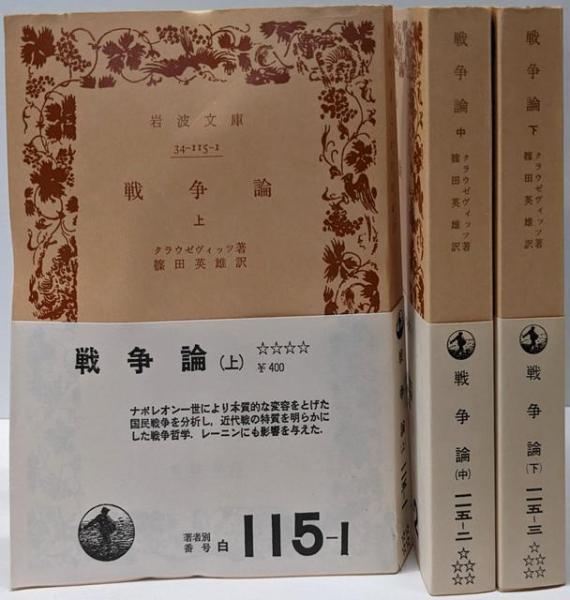 岩波文庫
34-115-1
戦争論
上
クラウゼヴィッツ著
篠田英雄訳
戦争論(上) ☆☆☆☆
¥400
ナポレオン一世により本質的な変容をとげた
国民戦争を分析し,近代戦の特質を明らかに
した戦争哲学.レーニンにも影響を与えた.
著者別
番号 白 115-1
戦争論 上
戦争論 中
クラウゼヴィッツ著
篠田英雄訳
戦争論(中) 一一五-二
☆☆☆☆☆
戦争論 下
クラウゼヴィッツ著
篠田英雄訳
戦争論(下) 一一五-三
☆☆☆☆☆